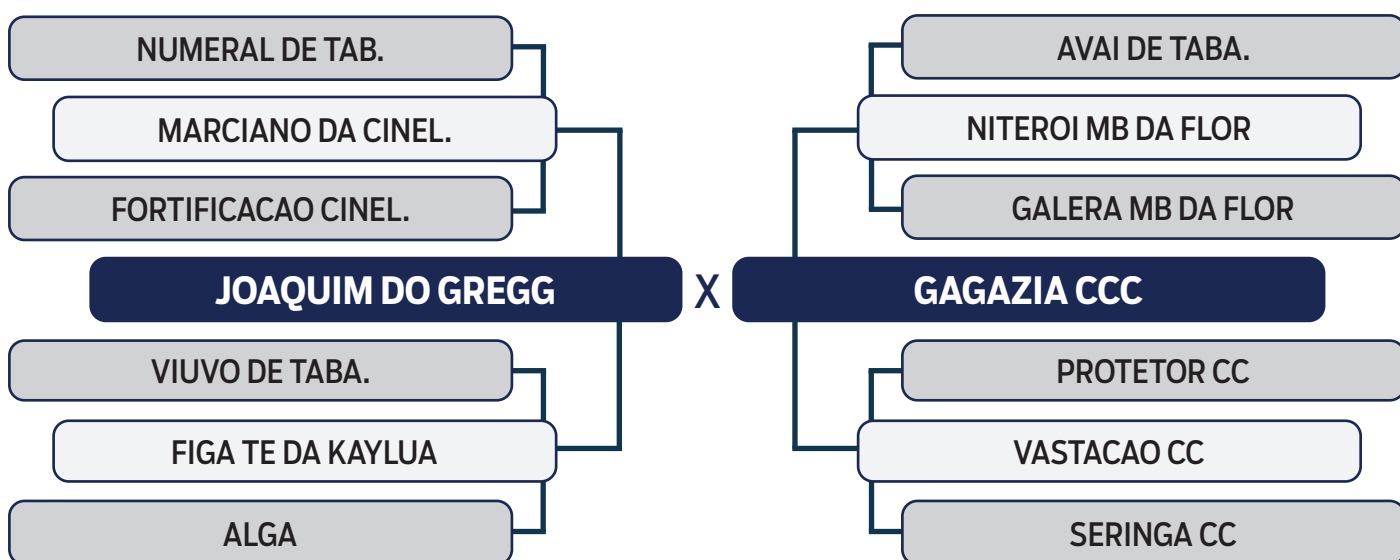 NUMERAL DE TAB.
MARCIANO DA CINEL.
FORTIFICACAO CINEL.
AVAI DE TABA.
NITEROI MB DA FLOR
GALERA MB DA FLOR
JOAQUIM DO GREGG X GAGAZIA CCC
VIUVO DE TABA.
FIGA TE DA KAYLUA
ALGA
PROTETOR CC
VASTACAO CC
SERINGA CC